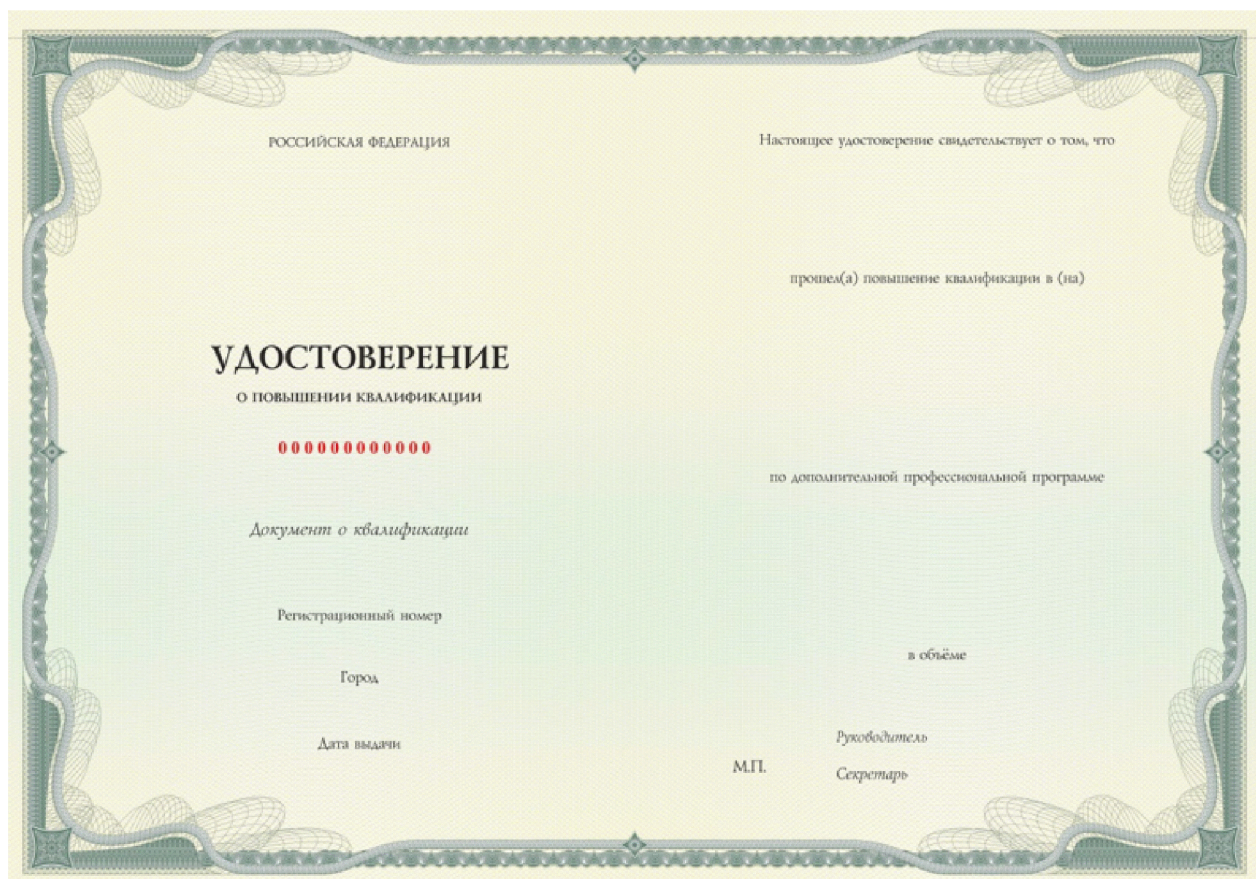 РОССИЙСКАЯ ФЕДЕРАЦИЯ
УДОСТОВЕРЕНИЕ
О ПОВЫШЕНИИ КВАЛИФИКАЦИИ
000000000000
Документ о квалификации
Регистрационный номер
Город
Дата выдачи
Настоящее удостоверение свидетельствует о том, что
прошел(а) повышение квалификации в (на)
по дополнительной профессиональной программе
в объёме
Руководитель
М.П.
Секретарь